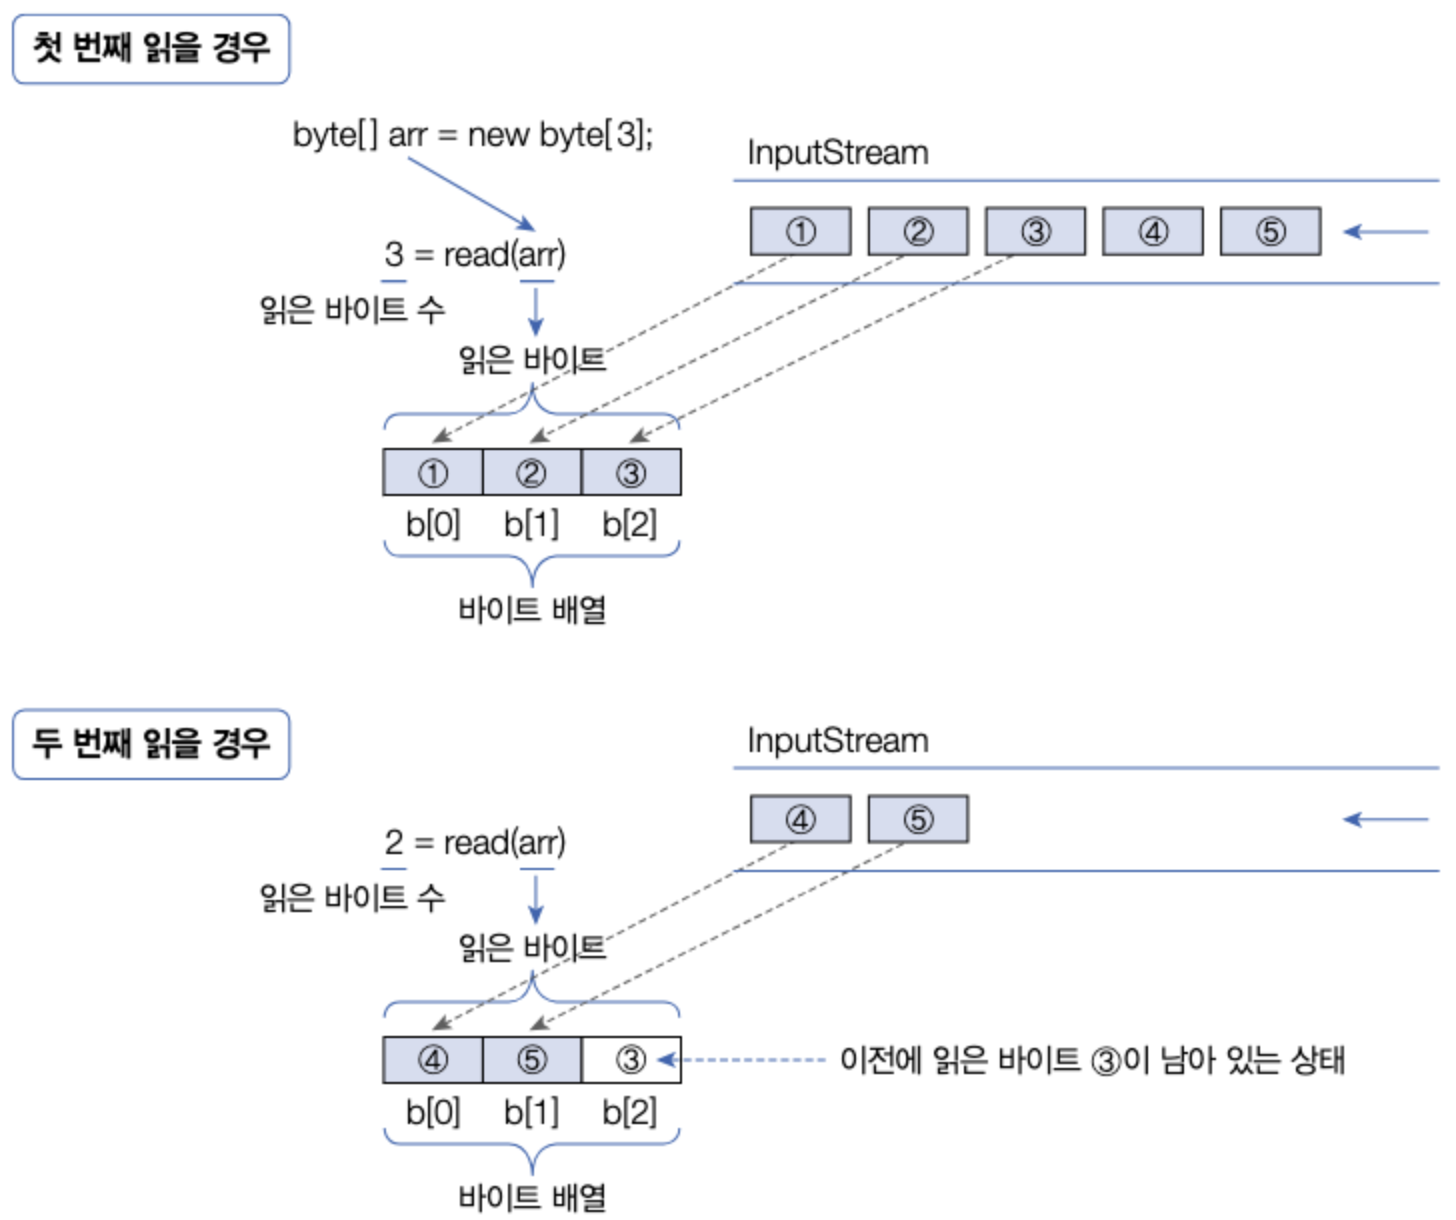 첫 번째 읽을 경우
byte[] arr = new byte[3];
InputStream
① ② ③ ④ ⑤
3 = read(arr)
읽은 바이트 수
읽은 바이트
① ② ③
b[0] b[1] b[2]
바이트 배열
두 번째 읽을 경우
InputStream
④ ⑤
2 = read(arr)
읽은 바이트 수
읽은 바이트
④ ⑤ ③
이전에 읽은 바이트 ③이 남아 있는 상태
b[0] b[1] b[2]
바이트 배열